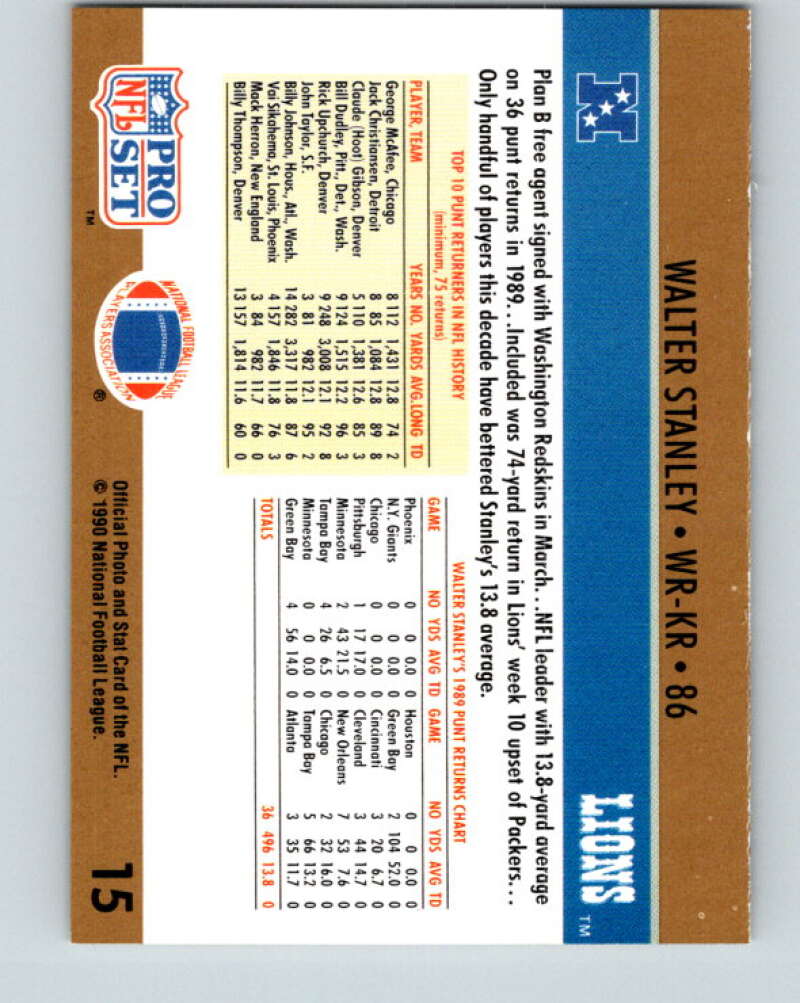 WALTER STANLEY • WR-KR • 86
N
LIONS TM
Plan B free agent signed with Washington Redskins in March. . .NFL leader with 13.8-yard average
on 36 punt returns in 1989. . .Included was 74-yard return in Lions' week 10 upset of Packers. . .
Only handful of players this decade have bettered Stanley's 13.8 average.
TOP 10 PUNT RETURNERS IN NFL HISTORY
(minimum, 75 returns)
PLAYER, TEAM YEARS NO. YARDS AVG. LONG TD
George McAfee, Chicago 8 112 1,431 12.8 74 2
Jack Christiansen, Detroit 8 85 1,084 12.8 89 8
Claude (Hoot) Gibson, Denver 5 110 1,381 12.6 85 3
Bill Dudley, Pitt., Det., Wash. 9 124 1,515 12.2 96 3
Rick Upchurch, Denver 9 248 3,008 12.1 92 8
John Taylor, S.F. 3 81 982 12.1 95 2
Billy Johnson, Hous., Atl., Wash. 14 282 3,317 11.8 87 6
Vai Sikahema, St. Louis, Phoenix 4 157 1,846 11.8 76 3
Mack Herron, New England 3 84 982 11.7 66 0
Billy Thompson, Denver 13 157 1,814 11.6 60 0
WALTER STANLEY'S 1989 PUNT RETURNS CHART
GAME NO YDS AVG TD GAME NO YDS AVG TD
Phoenix 0 0 0.0 0 Houston 0 0 0.0 0
N.Y. Giants 0 0 0.0 0 Green Bay 2 104 52.0 0
Chicago 0 0 0.0 0 Cincinnati 3 20 6.7 0
Pittsburgh 1 17 17.0 0 Cleveland 3 44 14.7 0
Minnesota 2 43 21.5 0 New Orleans 7 53 7.6 0
Tampa Bay 4 26 6.5 0 Chicago 2 32 16.0 0
Minnesota 0 0 0.0 0 Tampa Bay 5 66 13.2 0
Green Bay 4 56 14.0 0 Atlanta 3 35 11.7 0
TOTALS 36 496 13.8 0
PRO
NFL SET TM
NATIONAL FOOTBALL LEAGUE
PLAYERS ASSOCIATION ®
Official Photo and Stat Card of the NFL.
© 1990 National Football League.
15